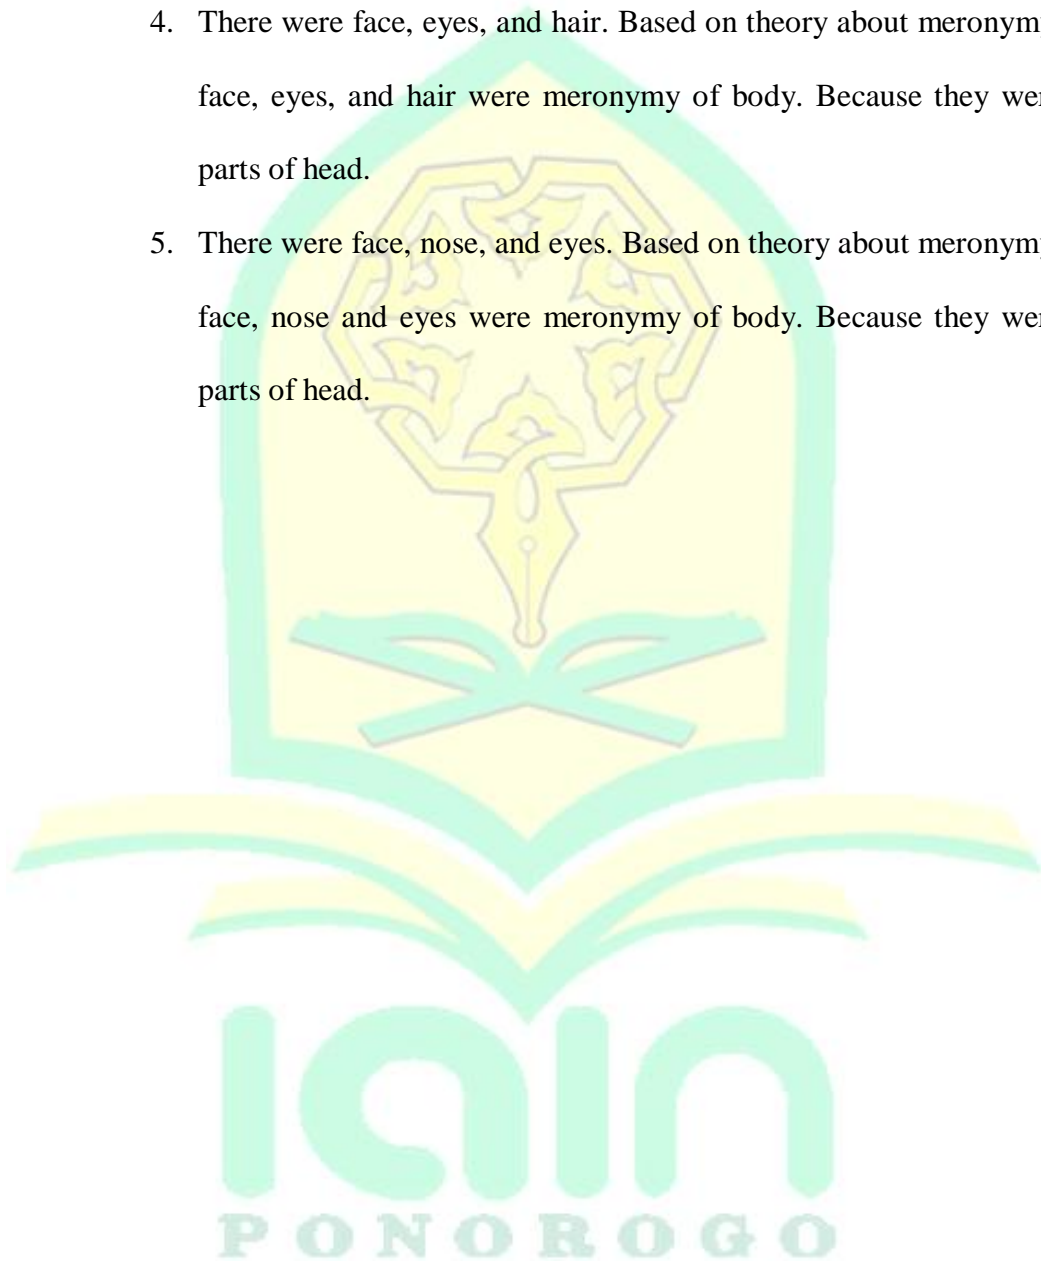 4. There were face, eyes, and hair. Based on theory about meronym
face, eyes, and hair were meronymy of body. Because they wer
parts of head.
5. There were face, nose, and eyes. Based on theory about meronym
face, nose and eyes were meronymy of body. Because they wer
parts of head.
iain
PONOROGO